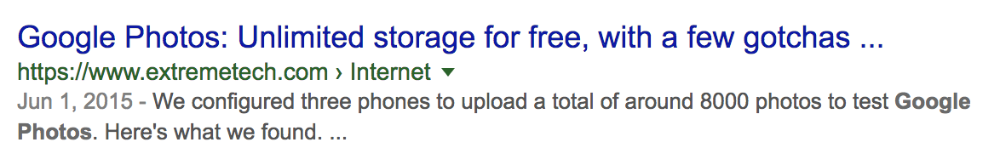 Google Photos: Unlimited storage for free, with a few gotchas ...
https://www.extremetech.com › Internet
Jun 1, 2015 - We configured three phones to upload a total of around 8000 photos to test Google
Photos. Here's what we found. ...